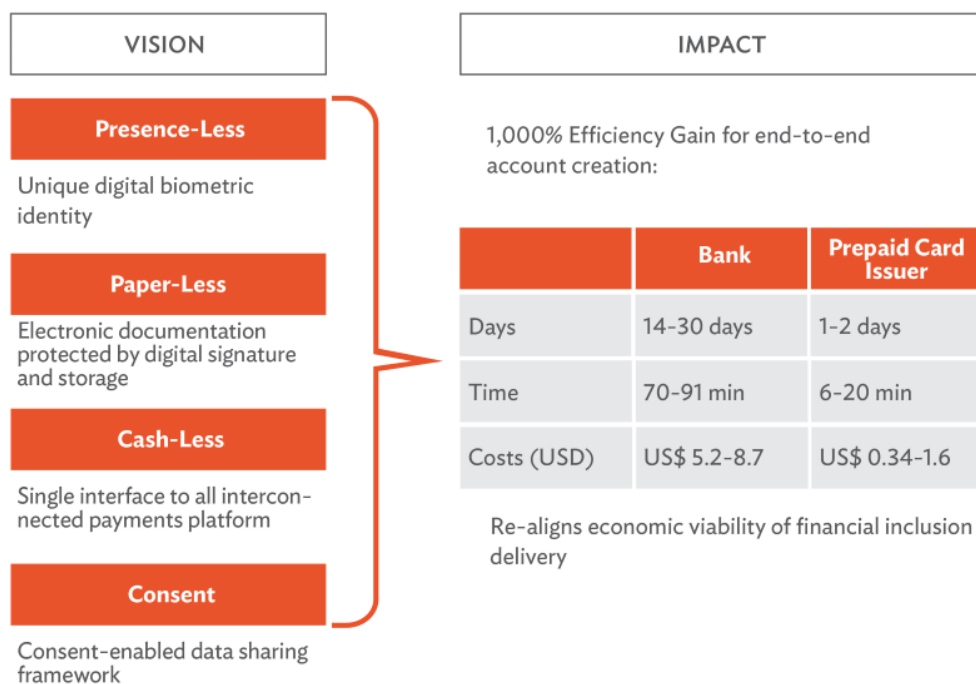 VISION
Presence-Less
Unique digital biometric
identity
Paper-Less
Electronic documentation
protected by digital signature
and storage
Cash-Less
Single interface to all intercon-
nected payments platform
Consent
Consent-enabled data sharing
framework
IMPACT
1,000% Efficiency Gain for end-to-end
account creation:
Bank
Prepaid Card
Issuer
Days
14-30 days
1-2 days
Time
70-91 min
6-20 min
Costs (USD)
US$ 5.2-8.7
US$ 0.34-1.6
Re-aligns economic viability of financial inclusion
delivery